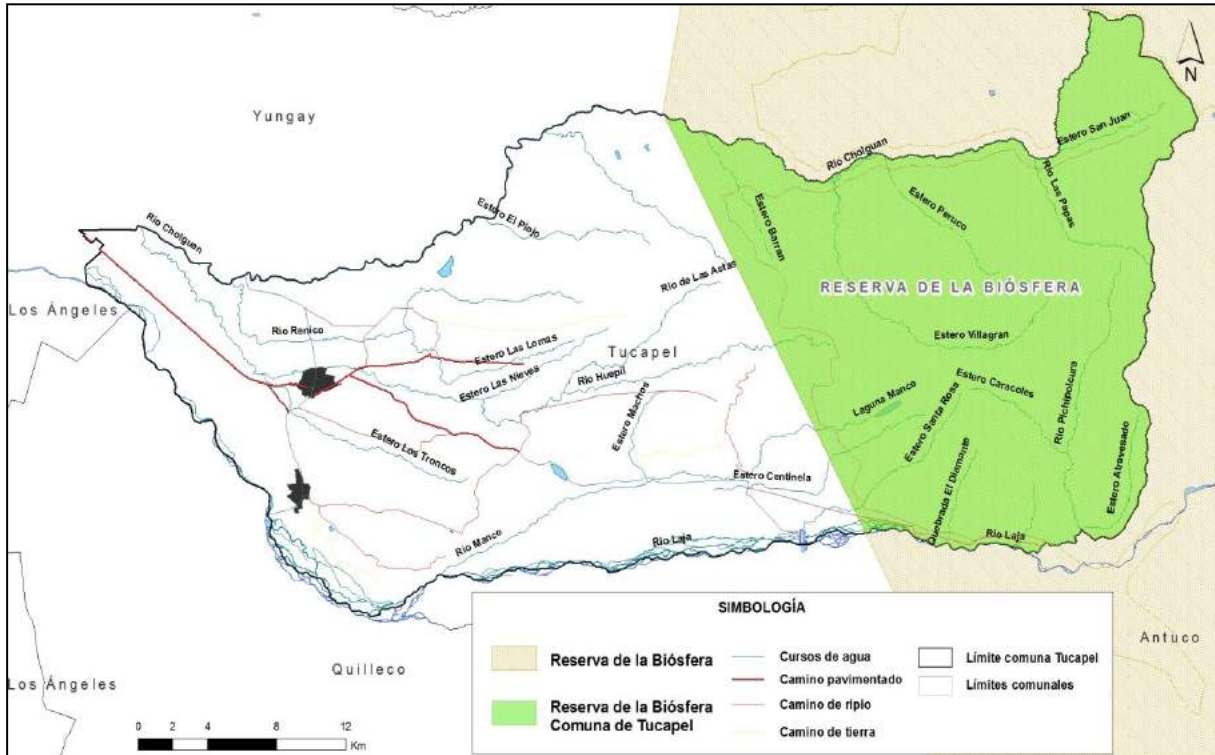 Yungay
N
Estero San Juan
Río Cholguan
Río Las Papas
Estero Peruco
Estero Barran
Estero El Piojo
Río Cholguan
Río de Las Astas
RESERVA DE LA BIÓSFERA
Los Ángeles
Río Renico
Estero Villagran
Estero Las Lomas
Tucapel
Estero Las Nieves
Río Huepil
Estero Caracoles
Laguna Manco
Estero Santa Rosa
Estero Machos
Río Pichipolcura
Estero Los Troncos
Estero Atravesado
Estero Centinela
Quebrada El Diamante
Río Manco
Río Laja
Río Laja
SIMBOLOGÍA
Reserva de la Biósfera
Reserva de la Biósfera
Comuna de Tucapel
Cursos de agua
Camino pavimentado
Camino de ripio
Camino de tierra
Límite comuna Tucapel
Límites comunales
Antuco
Quilleco
Los Ángeles
0 2 4 8 12
Km